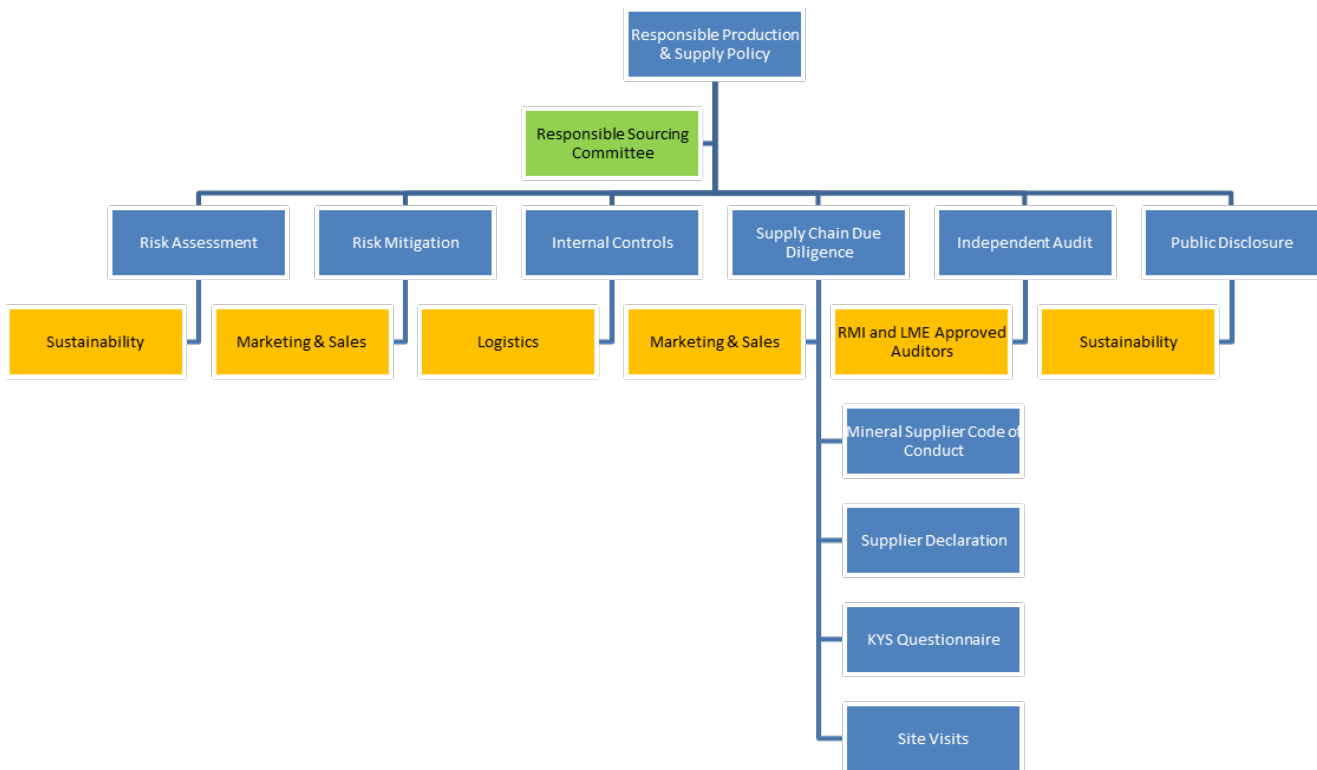 Responsible Production
& Supply Policy
Responsible Sourcing
Committee
Risk Assessment
Risk Mitigation
Internal Controls
Supply Chain Due
Diligence
Independent Audit
Public Disclosure
Sustainability
Marketing & Sales
Logistics
Marketing & Sales
RMI and LME Approved
Auditors
Sustainability
Mineral Supplier Code of
Conduct
Supplier Declaration
KYS Questionnaire
Site Visits